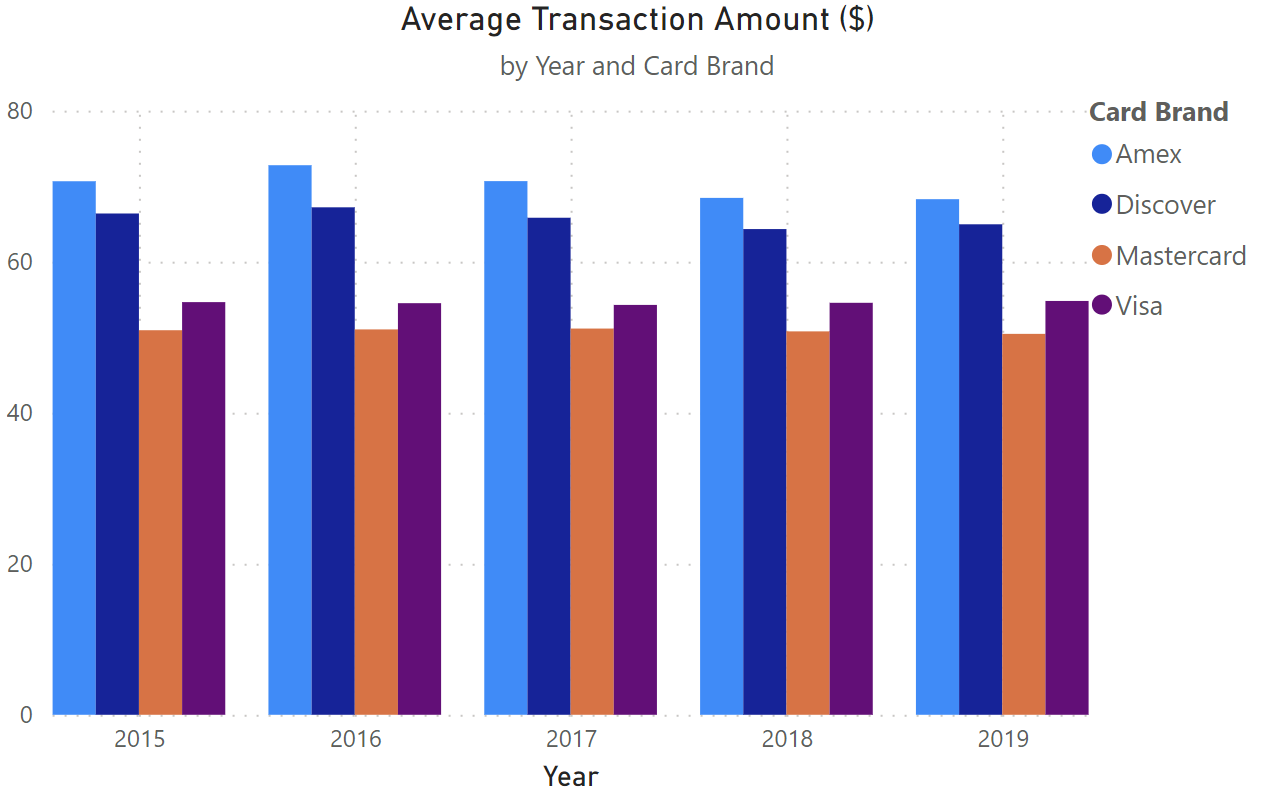 Average Transaction Amount ($)
by Year and Card Brand
80
60
40
20
0
2015 2016 2017 2018 2019
Year
Card Brand
Amex
Discover
Mastercard
Visa